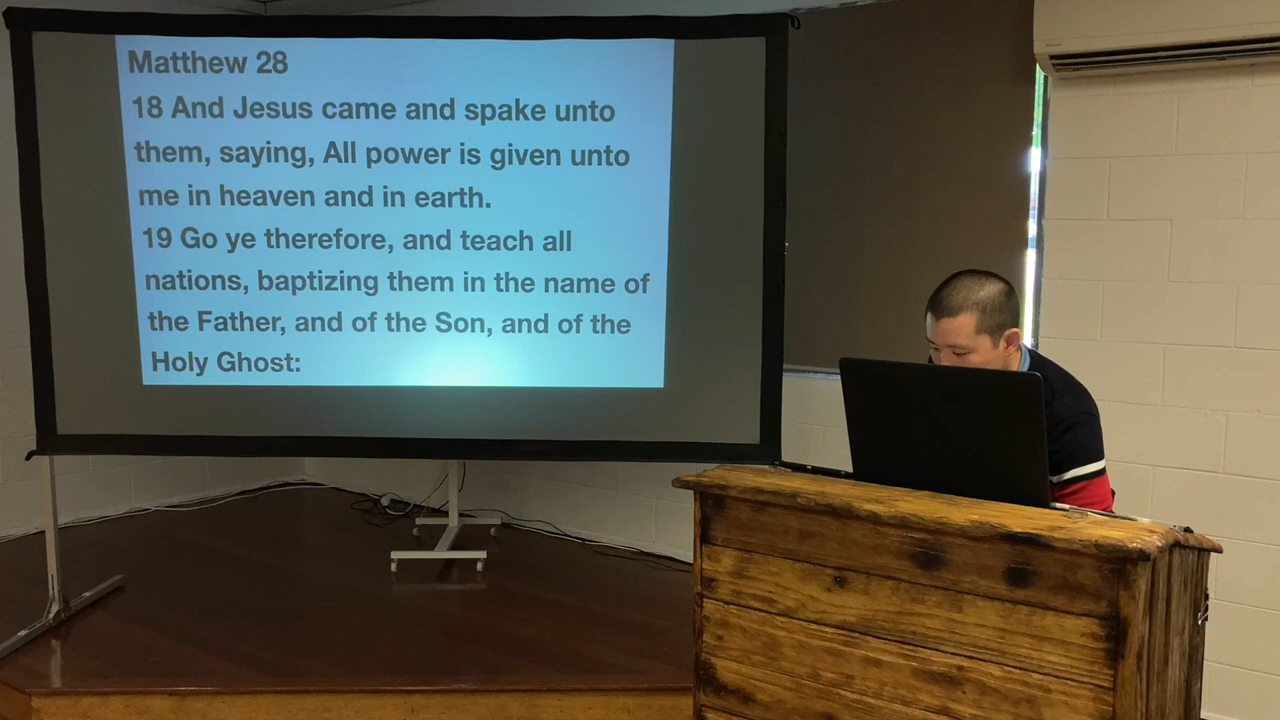 Matthew 28
18 And Jesus came and spake unto
them, saying, All power is given unto
me in heaven and in earth.
19 Go ye therefore, and teach all
nations, baptizing them in the name of
the Father, and of the Son, and of the
Holy Ghost: